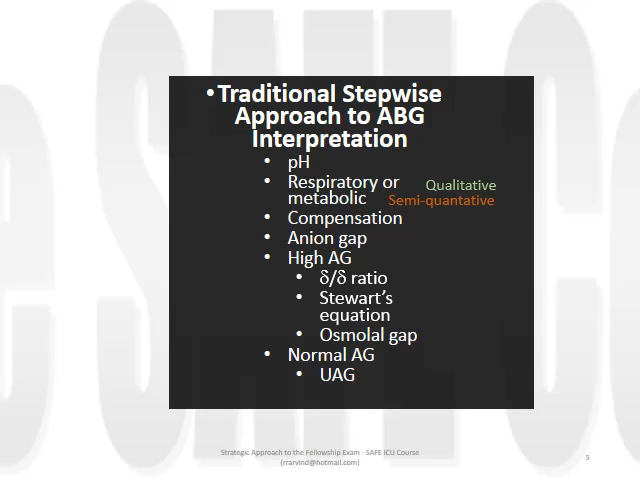 •Traditional Stepwise
Approach to ABG
Interpretation
• pH
• Respiratory or
metabolic
Qualitative
Semi-quantative
• Compensation
• Anion gap
• High AG
• δ/δ ratio
• Stewart’s
equation
• Osmolal gap
• Normal AG
• UAG
Strategic Approach to the Fellowship Exam - SAFE ICU Course
(rrarvind@hotmail.com)
5